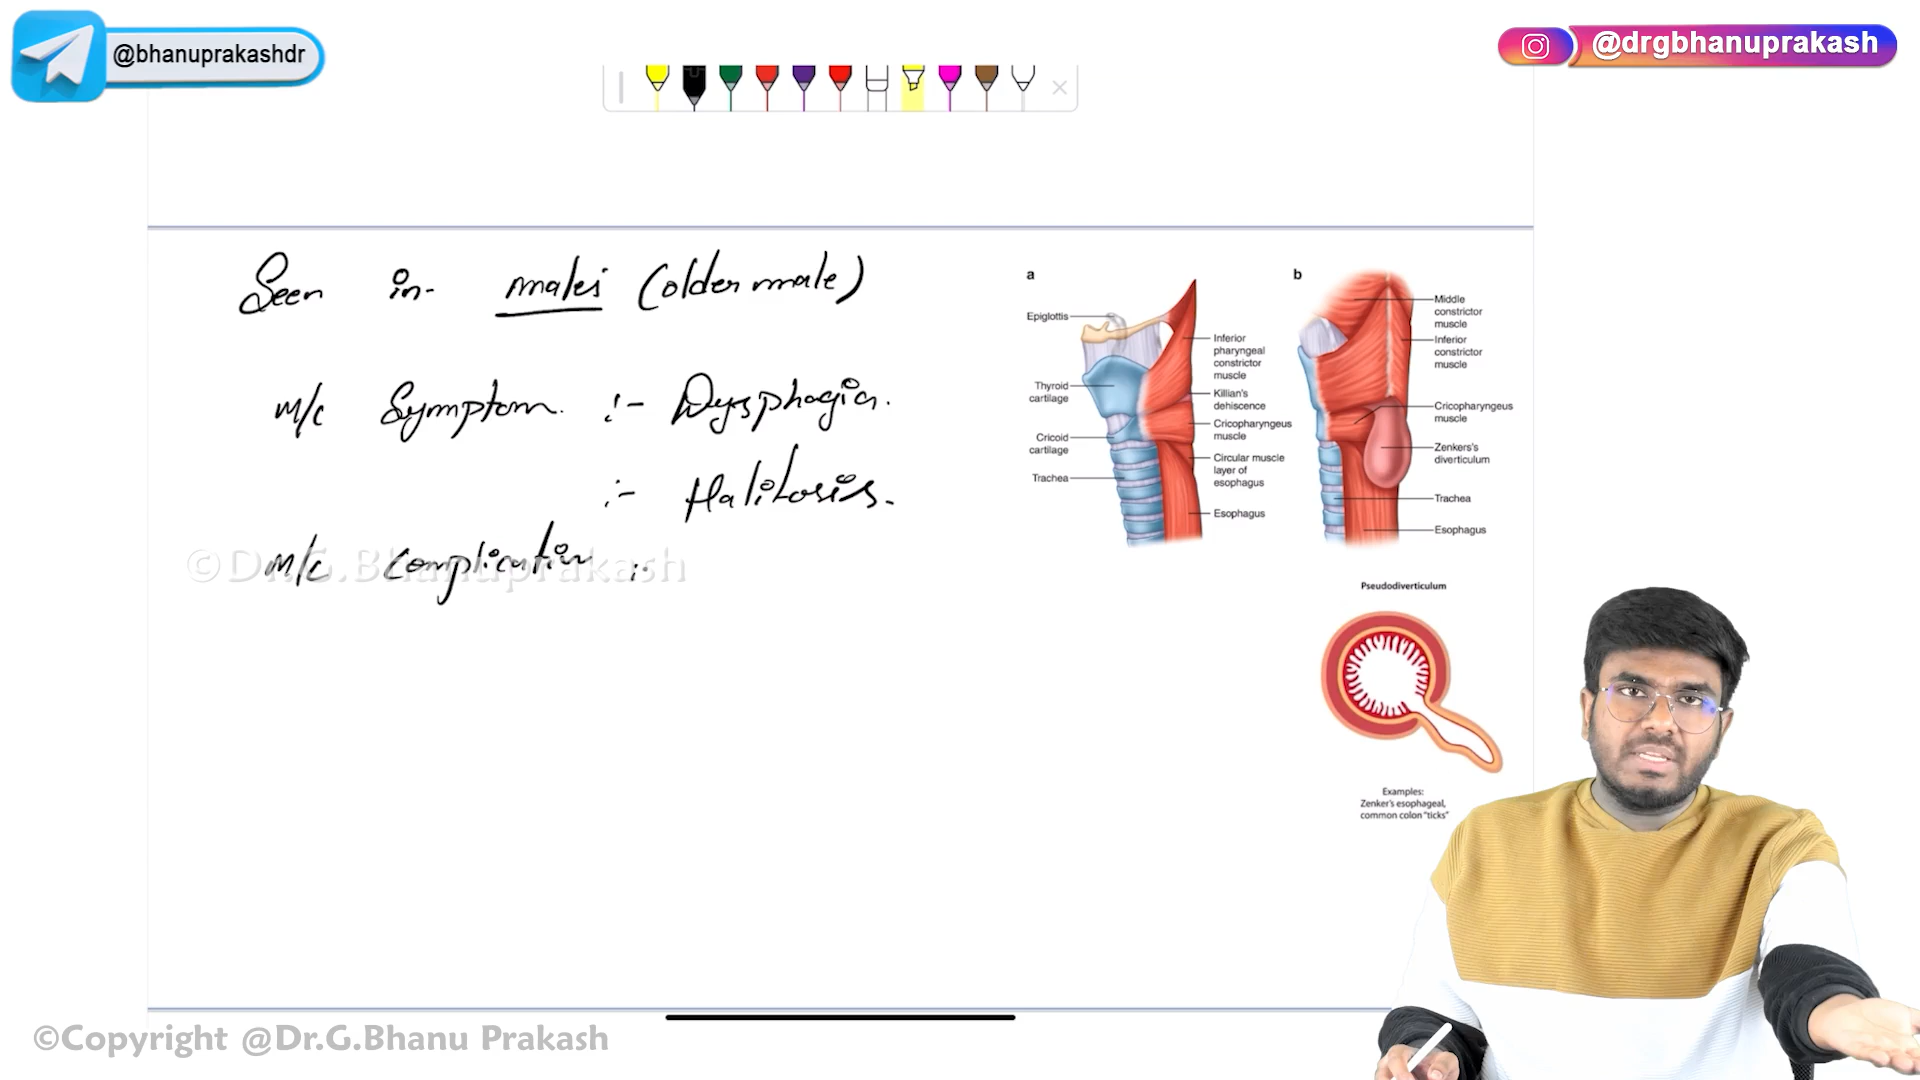 @bhanuprakashdr
@drgbhanuprakash
Seen in males (older male)
m/c Symptom :- Dysphagia.
:- Halitosis.
m/c Complication :-
©Dr.G.Bhanuprakash
a
Epiglottis
Thyroid
cartilage
Cricoid
cartilage
Trachea
Inferior
pharyngeal
constrictor
muscle
Killian's
dehiscence
Cricopharyngeus
muscle
Circular muscle
layer of
esophagus
Esophagus
b
Middle
constrictor
muscle
Inferior
constrictor
muscle
Cricopharyngeus
muscle
Zenkers's
diverticulum
Trachea
Esophagus
Pseudodiverticulum
Examples:
Zenker's esophageal,
common colon "ticks"
©Copyright @Dr.G.Bhanu Prakash